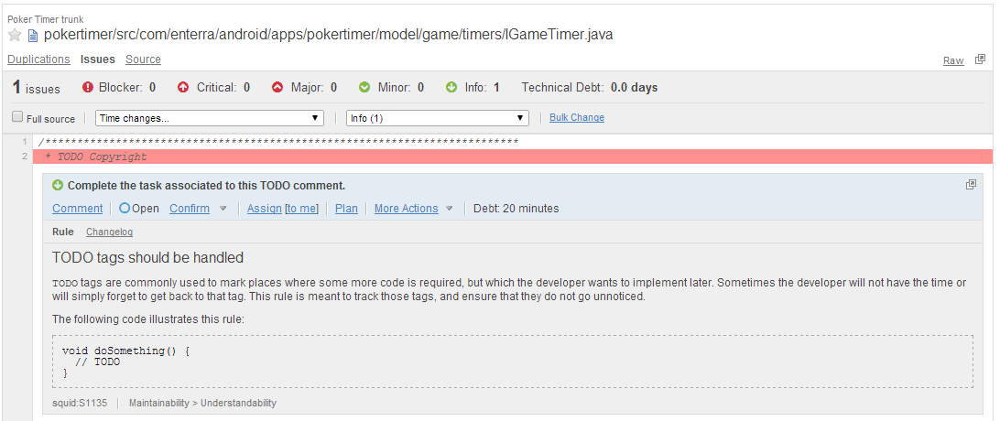 Poker Timer trunk
pokertimer/src/com/enterra/android/apps/pokertimer/model/game/timers/IGameTimer.java
Duplications Issues Source Raw
1 issues Blocker: 0 Critical: 0 Major: 0 Minor: 0 Info: 1 Technical Debt: 0.0 days
Full source Time changes... Info (1) Bulk Change
1 /**************************************************************************
2 * TODO Copyright
Complete the task associated to this TODO comment.
Comment Open Confirm Assign [to me] Plan More Actions Debt: 20 minutes
Rule Changelog
TODO tags should be handled
TODO tags are commonly used to mark places where some more code is required, but which the developer wants to implement later. Sometimes the developer will not have the time or
will simply forget to get back to that tag. This rule is meant to track those tags, and ensure that they do not go unnoticed.
The following code illustrates this rule:
void doSomething() {
// TODO
}
squid:S1135 Maintainability > Understandability